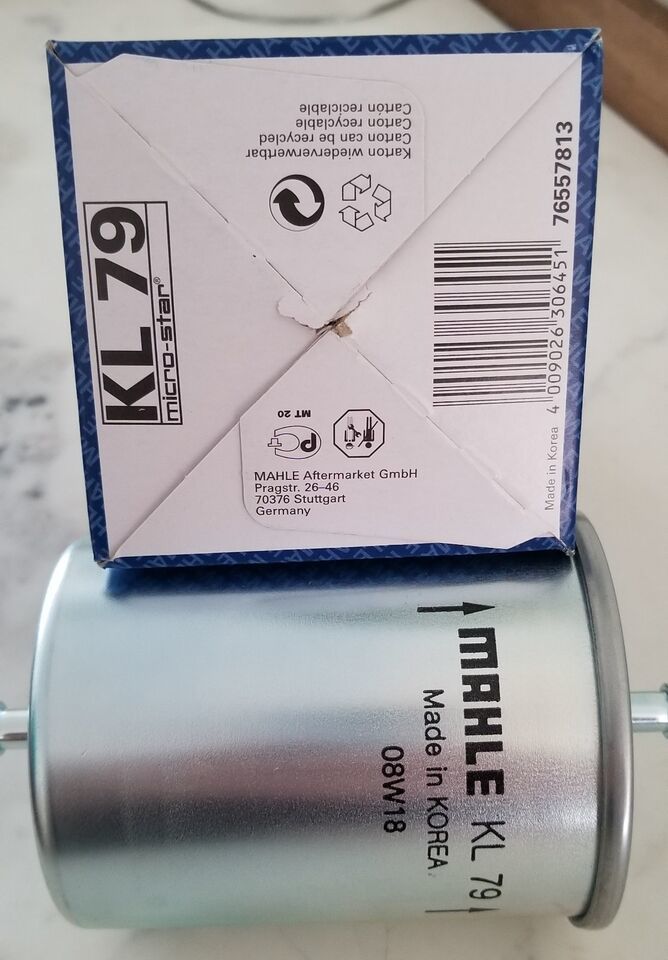 Karton wiederverwertbar
Carton can be recycled
Carton recyclable
Cartón reciclable
KL 79
micro-star®
76557813
4 009026 306451
Made in Korea
MT 20
MAHLE Aftermarket GmbH
Pragstr. 26–46
70376 Stuttgart
Germany
MAHLE KL 79
Made in KOREA.
08W18